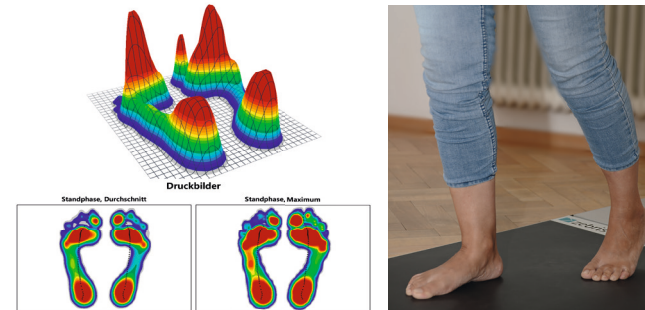 Druckbilder
Standphase, Durchschnitt
Standphase, Maximum